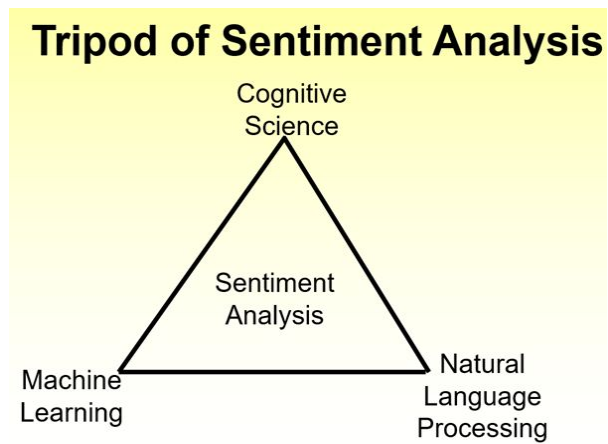 Tripod of Sentiment Analysis
Cognitive
Science
Sentiment
Analysis
Machine
Learning
Natural
Language
Processing